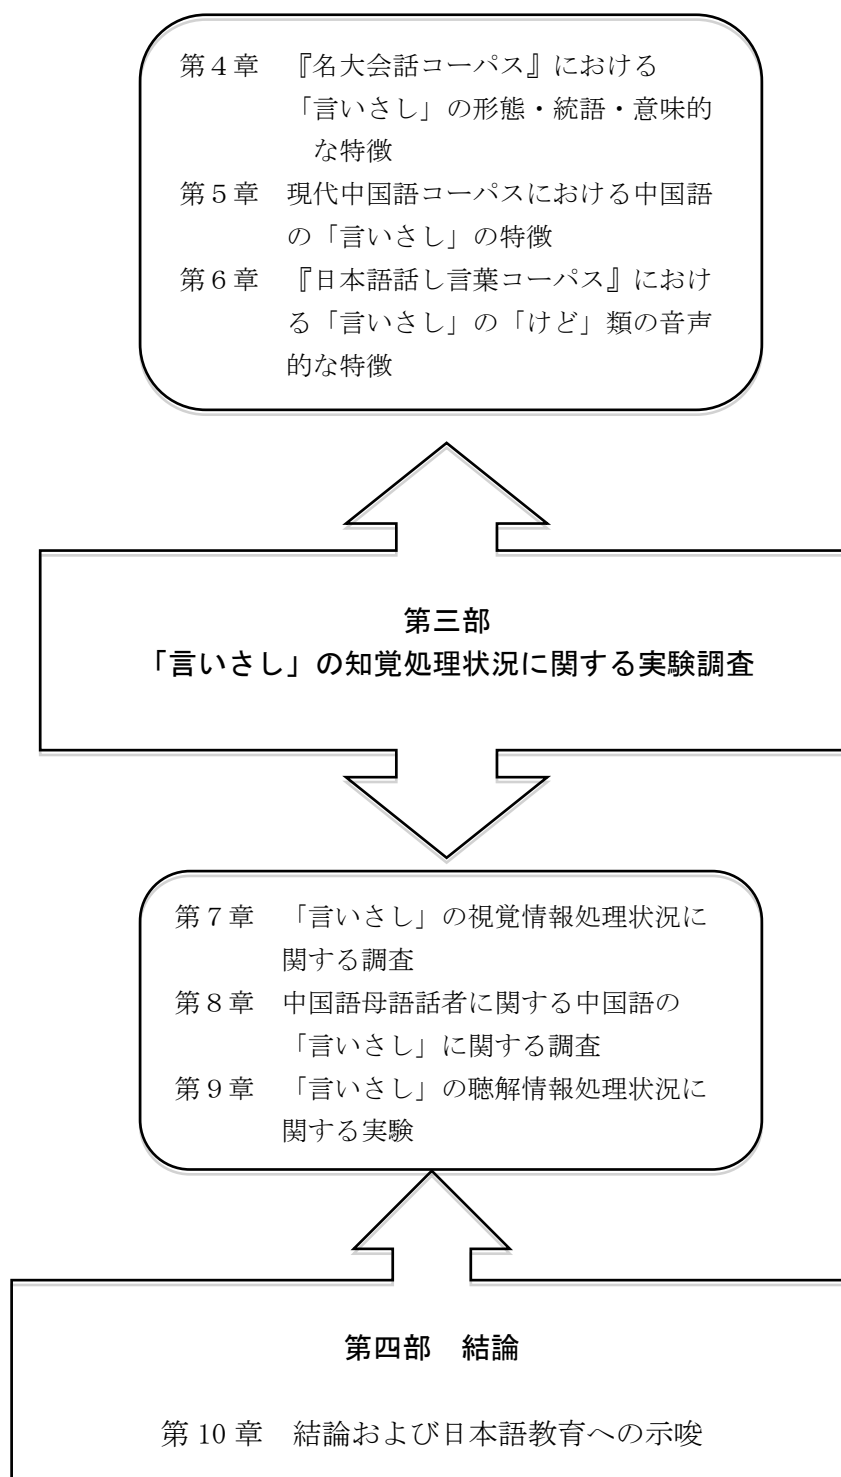 第４章　『名大会話コーパス』における
「言いさし」の形態・統語・意味的
な特徴
第５章　現代中国語コーパスにおける中国語
の「言いさし」の特徴
第６章　『日本語話し言葉コーパス』におけ
る「言いさし」の「けど」類の音声
的な特徴
第三部
「言いさし」の知覚処理状況に関する実験調査
第７章　「言いさし」の視覚情報処理状況に
関する調査
第８章　中国語母語話者に関する中国語の
「言いさし」に関する調査
第９章　「言いさし」の聴解情報処理状況に
関する実験
第四部　結論
第 10 章　結論および日本語教育への示唆